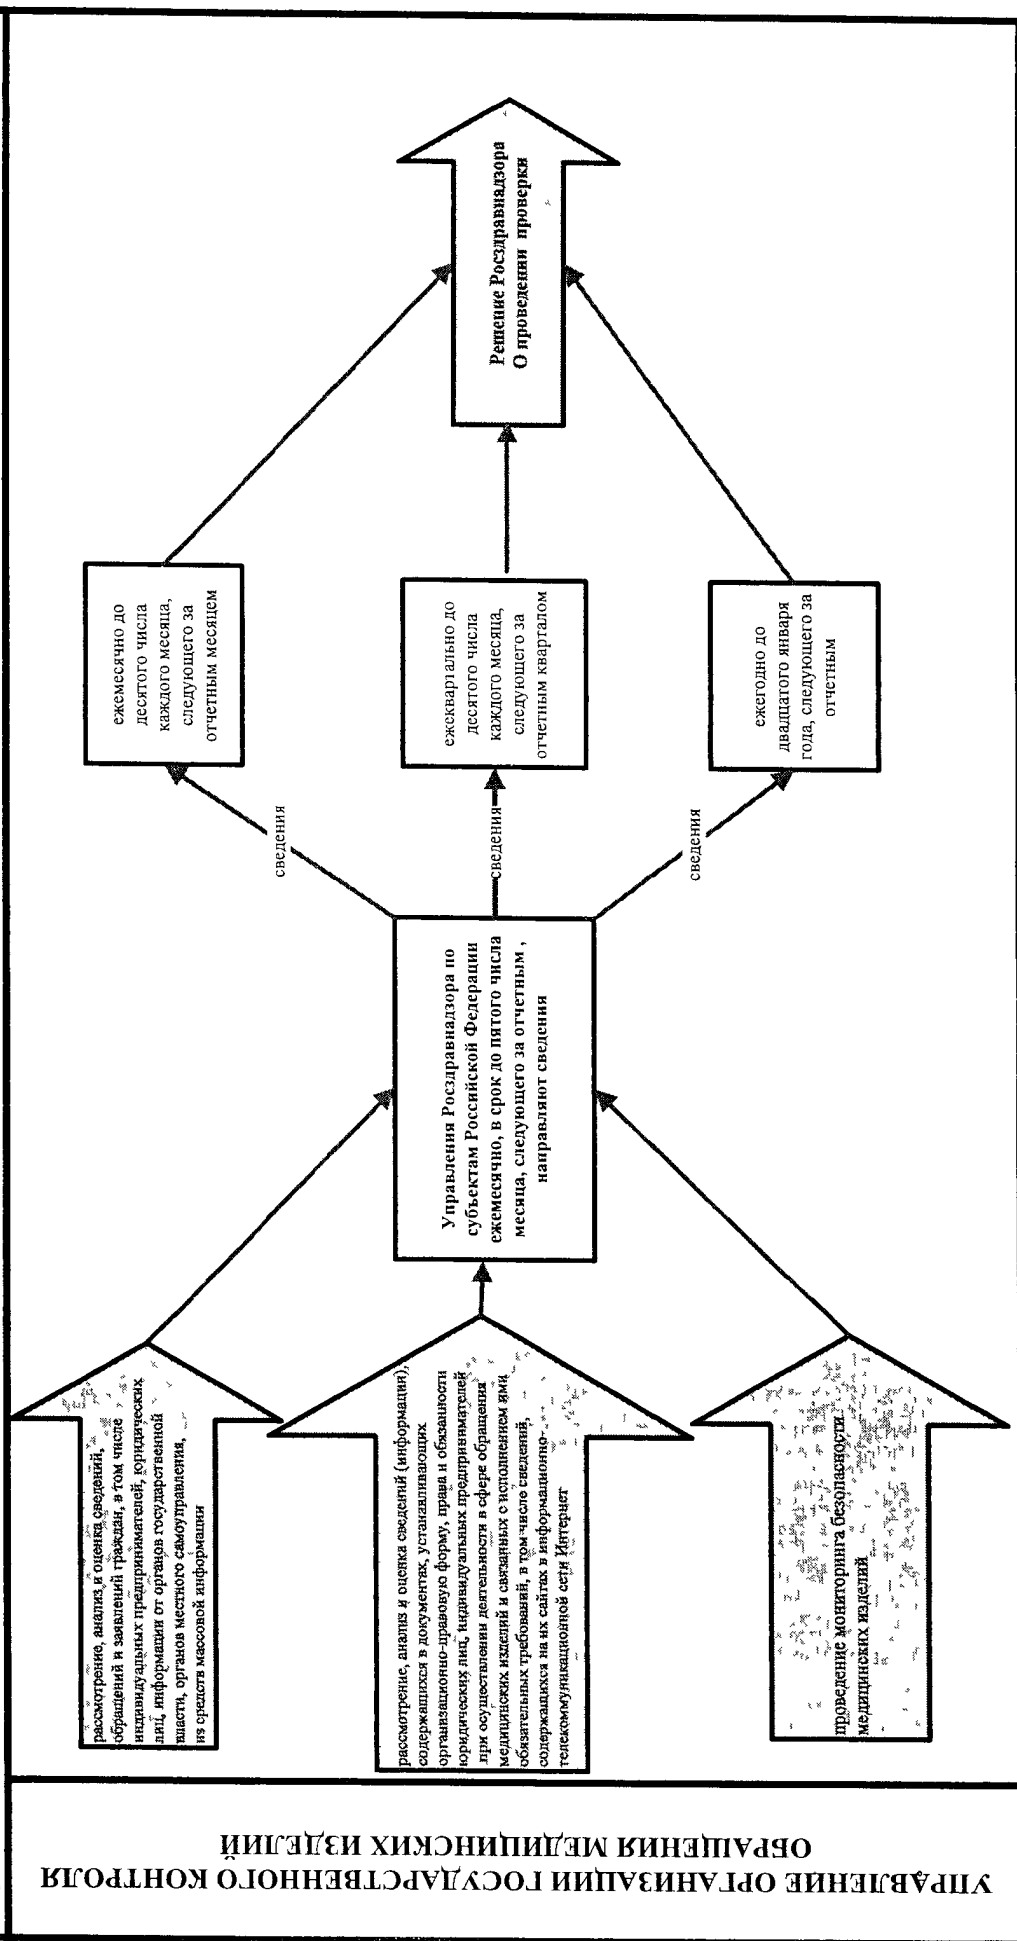 УПРАВЛЕНИЕ ОРГАНИЗАЦИИ ГОСУДАРСТВЕННОГО КОНТРОЛЯ
ОБРАЩЕНИЯ МЕДИЦИНСКИХ ИЗДЕЛИЙ
рассмотрение, анализ и оценка сведений,
обращений и заявлений граждан, в том числе
индивидуальных предпринимателей, юридических
лиц, информации от органов государственной
власти, органов местного самоуправления,
из средств массовой информации
рассмотрение, анализ и оценка сведений (информации),
содержащихся в документах, устанавливающих
организационно-правовую форму, права и обязанности
юридических лиц, индивидуальных предпринимателей
при осуществлении деятельности в сфере обращения
медицинских изделий и связанных с исполнением ими
обязательных требований, в том число сведений,
содержащихся на их сайтах в информационно-
телекоммуникационной сети Интернет
проведение мониторинга безопасности
медицинских изделий
Управления Росздравнадзора по
субъектам Российской Федерации
ежемесячно, в срок до пятого числа
месяца, следующего за отчетным ,
направляют сведения
сведения
сведения
сведения
ежемесячно до
десятого числа
каждого месяца,
следующего за
отчетным месяцем
ежеквартально до
десятого числа
каждого месяца,
следующего за
отчетным кварталом
ежегодно до
двадцатого января
года, следующего за
отчетным
Решение Росздравнадзора
О проведении проверки